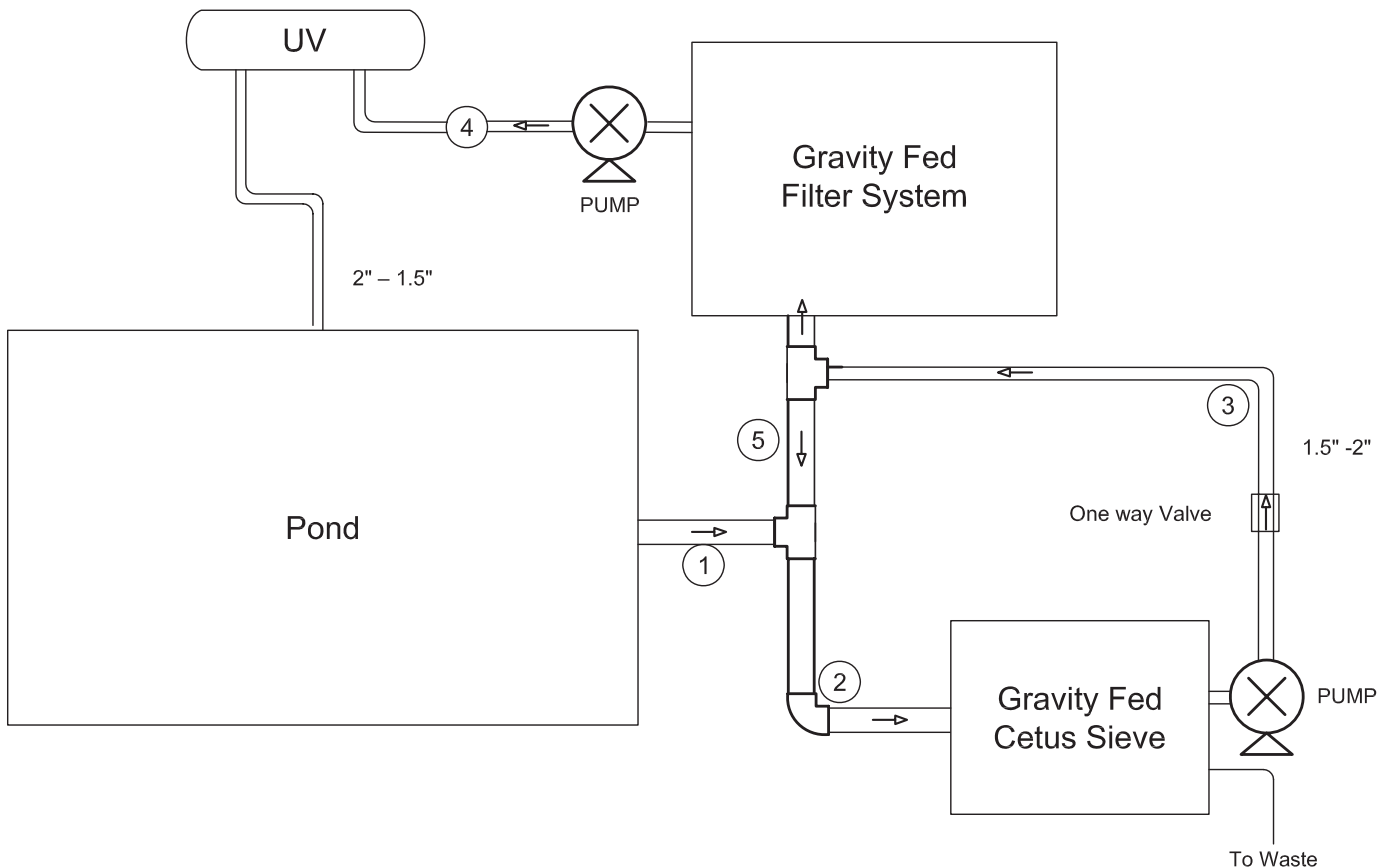 UV
4
PUMP
Gravity Fed
Filter System
2" – 1.5"
3
5
1.5" -2"
One way Valve
Pond
1
2
Gravity Fed
Cetus Sieve
PUMP
To Waste